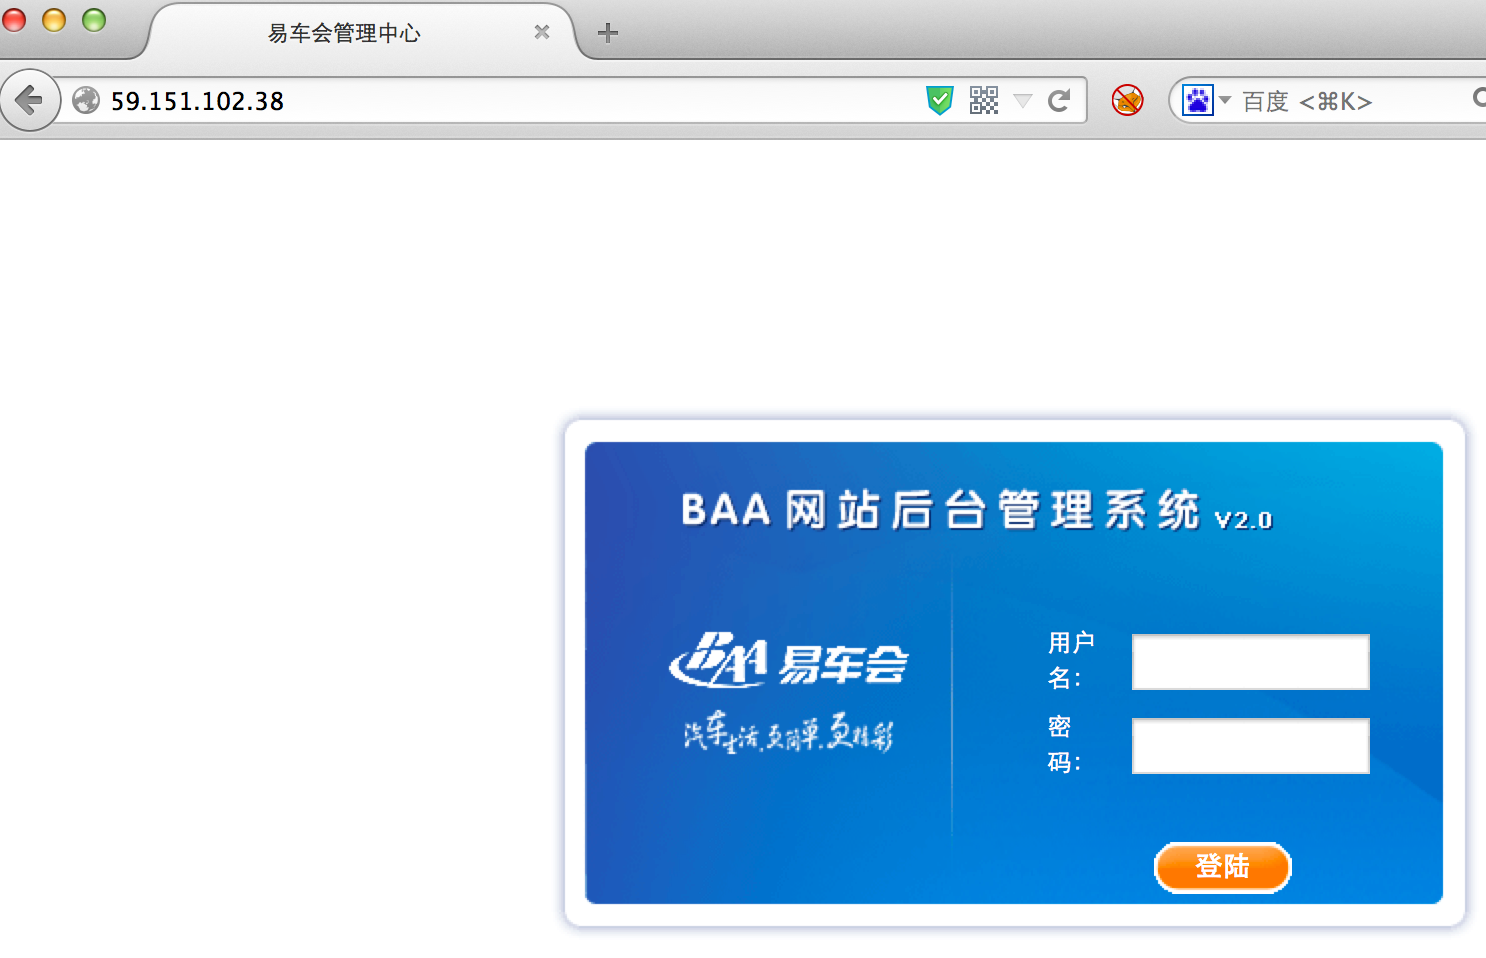 易车会管理中心
59.151.102.38
百度 <⌘K>
BAA 网站后台管理系统 V2.0
BAA 易车会
汽车生活,更简单,更精彩
用户
名：
密
码：
登陆